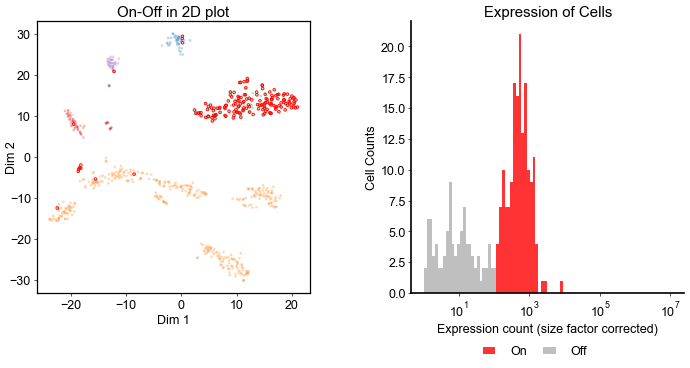 On-Off in 2D plot
30
20
10
0
−10
−20
−30
Dim 2
−20 −10 0 10 20
Dim 1
Expression of Cells
20.0
17.5
15.0
12.5
10.0
7.5
5.0
2.5
0.0
Cell Counts
10^1 10^3 10^5 10^7
Expression count (size factor corrected)
On Off